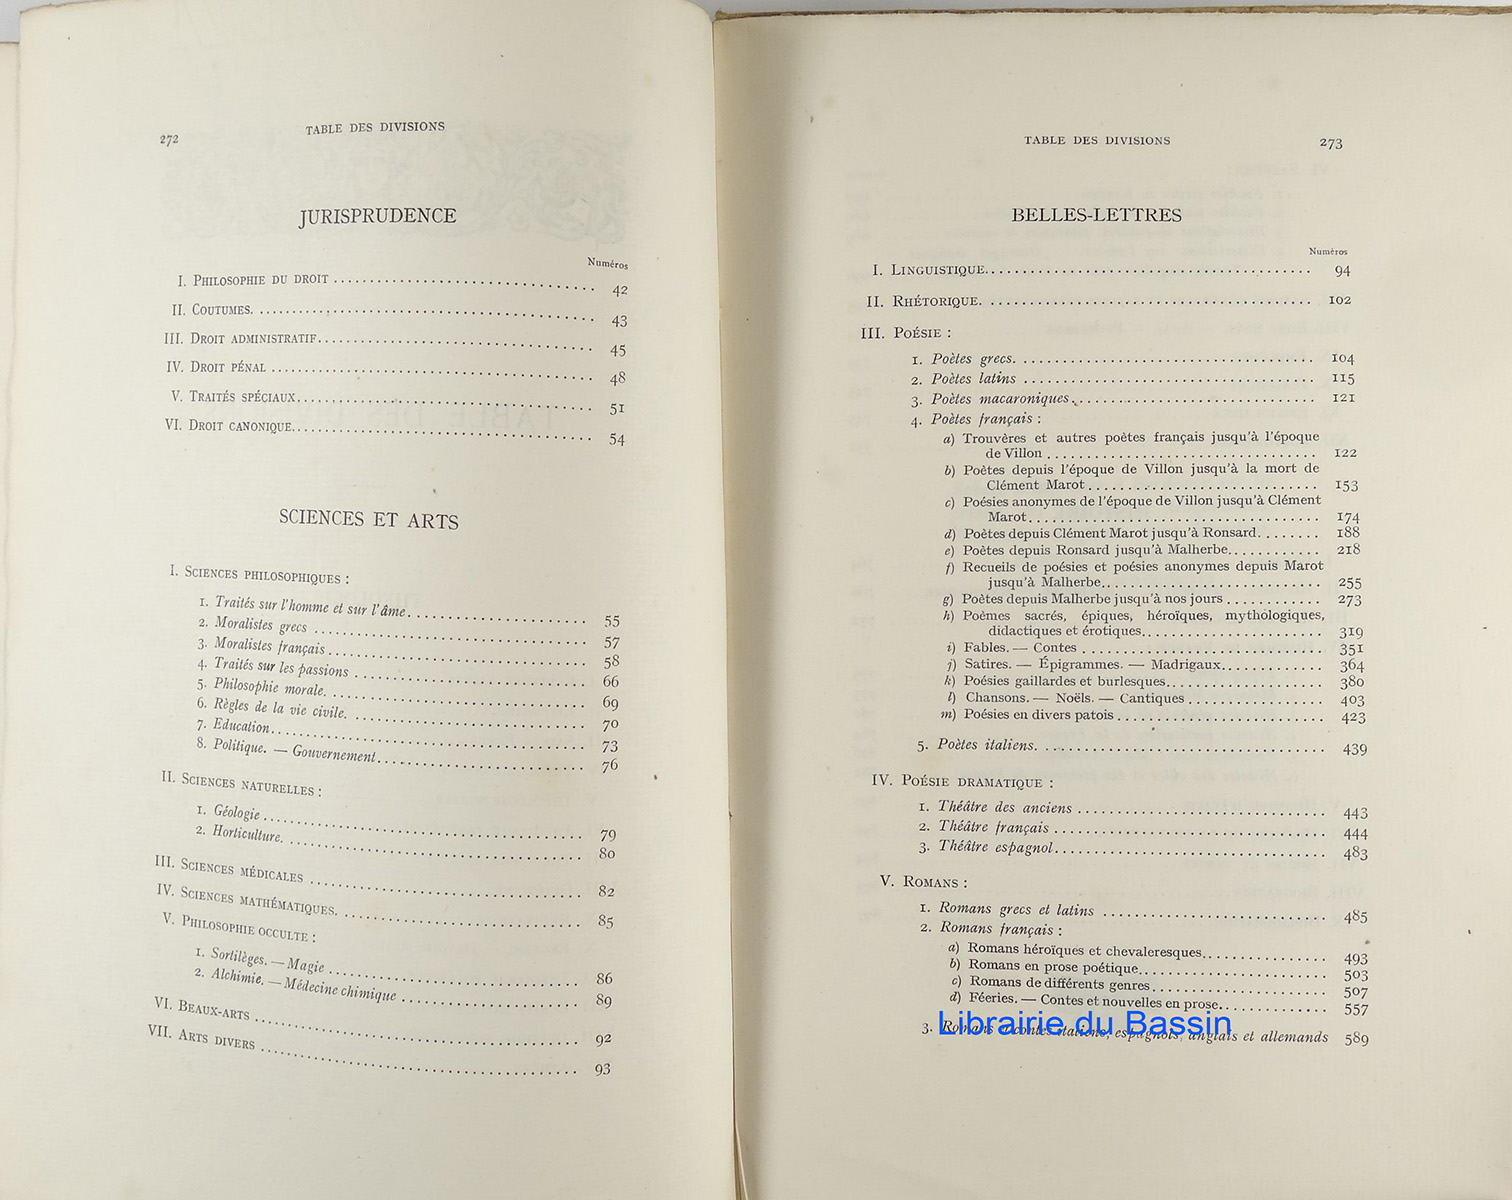 272
TABLE DES DIVISIONS
JURISPRUDENCE
Numéros
I. PHILOSOPHIE DU DROIT 42
II. COUTUMES. 43
III. DROIT ADMINISTRATIF. 45
IV. DROIT PÉNAL 48
V. TRAITÉS SPÉCIAUX. 51
VI. DROIT CANONIQUE. 54
SCIENCES ET ARTS
I. SCIENCES PHILOSOPHIQUES :
1. Traités sur l'homme et sur l'âme. 55
2. Moralistes grecs 57
3. Moralistes français 58
4. Traités sur les passions 66
5. Philosophie morale. 69
6. Règles de la vie civile. 70
7. Education. 73
8. Politique. — Gouvernement. 76
II. SCIENCES NATURELLES :
1. Géologie 79
2. Horticulture. 80
III. SCIENCES MÉDICALES 82
IV. SCIENCES MATHÉMATIQUES. 85
V. PHILOSOPHIE OCCULTE :
1. Sortilèges. — Magie 86
2. Alchimie. — Médecine chimique 89
VI. BEAUX-ARTS 92
VII. ARTS DIVERS 93
TABLE DES DIVISIONS
273
BELLES-LETTRES
Numéros
I. LINGUISTIQUE. 94
II. RHÉTORIQUE. 102
III. POÉSIE :
1. Poètes grecs. 104
2. Poètes latins 115
3. Poètes macaroniques. 121
4. Poètes français :
a) Trouvères et autres poètes français jusqu'à l'époque
de Villon 122
b) Poètes depuis l'époque de Villon jusqu'à la mort de
Clément Marot 153
c) Poésies anonymes de l'époque de Villon jusqu'à Clément
Marot. 174
d) Poètes depuis Clément Marot jusqu'à Ronsard. 188
e) Poètes depuis Ronsard jusqu'à Malherbe. 218
f) Recueils de poésies et poésies anonymes depuis Marot
jusqu'à Malherbe. 255
g) Poètes depuis Malherbe jusqu'à nos jours 273
h) Poèmes sacrés, épiques, héroïques, mythologiques,
didactiques et érotiques. 319
i) Fables. — Contes 351
j) Satires. — Épigrammes. — Madrigaux. 364
k) Poésies gaillardes et burlesques. 380
l) Chansons. — Noëls. — Cantiques 403
m) Poésies en divers patois 423
5. Poètes italiens. 439
IV. POÉSIE DRAMATIQUE :
1. Théâtre des anciens 443
2. Théâtre français 444
3. Théâtre espagnol. 483
V. ROMANS :
1. Romans grecs et latins 485
2. Romans français :
a) Romans héroïques et chevaleresques. 493
b) Romans en prose poétique. 503
c) Romans de différents genres 507
d) Féeries. — Contes et nouvelles en prose. 557
3. Romans contes italiens, espagnols, anglais et allemands 589
Librairie du Bassin